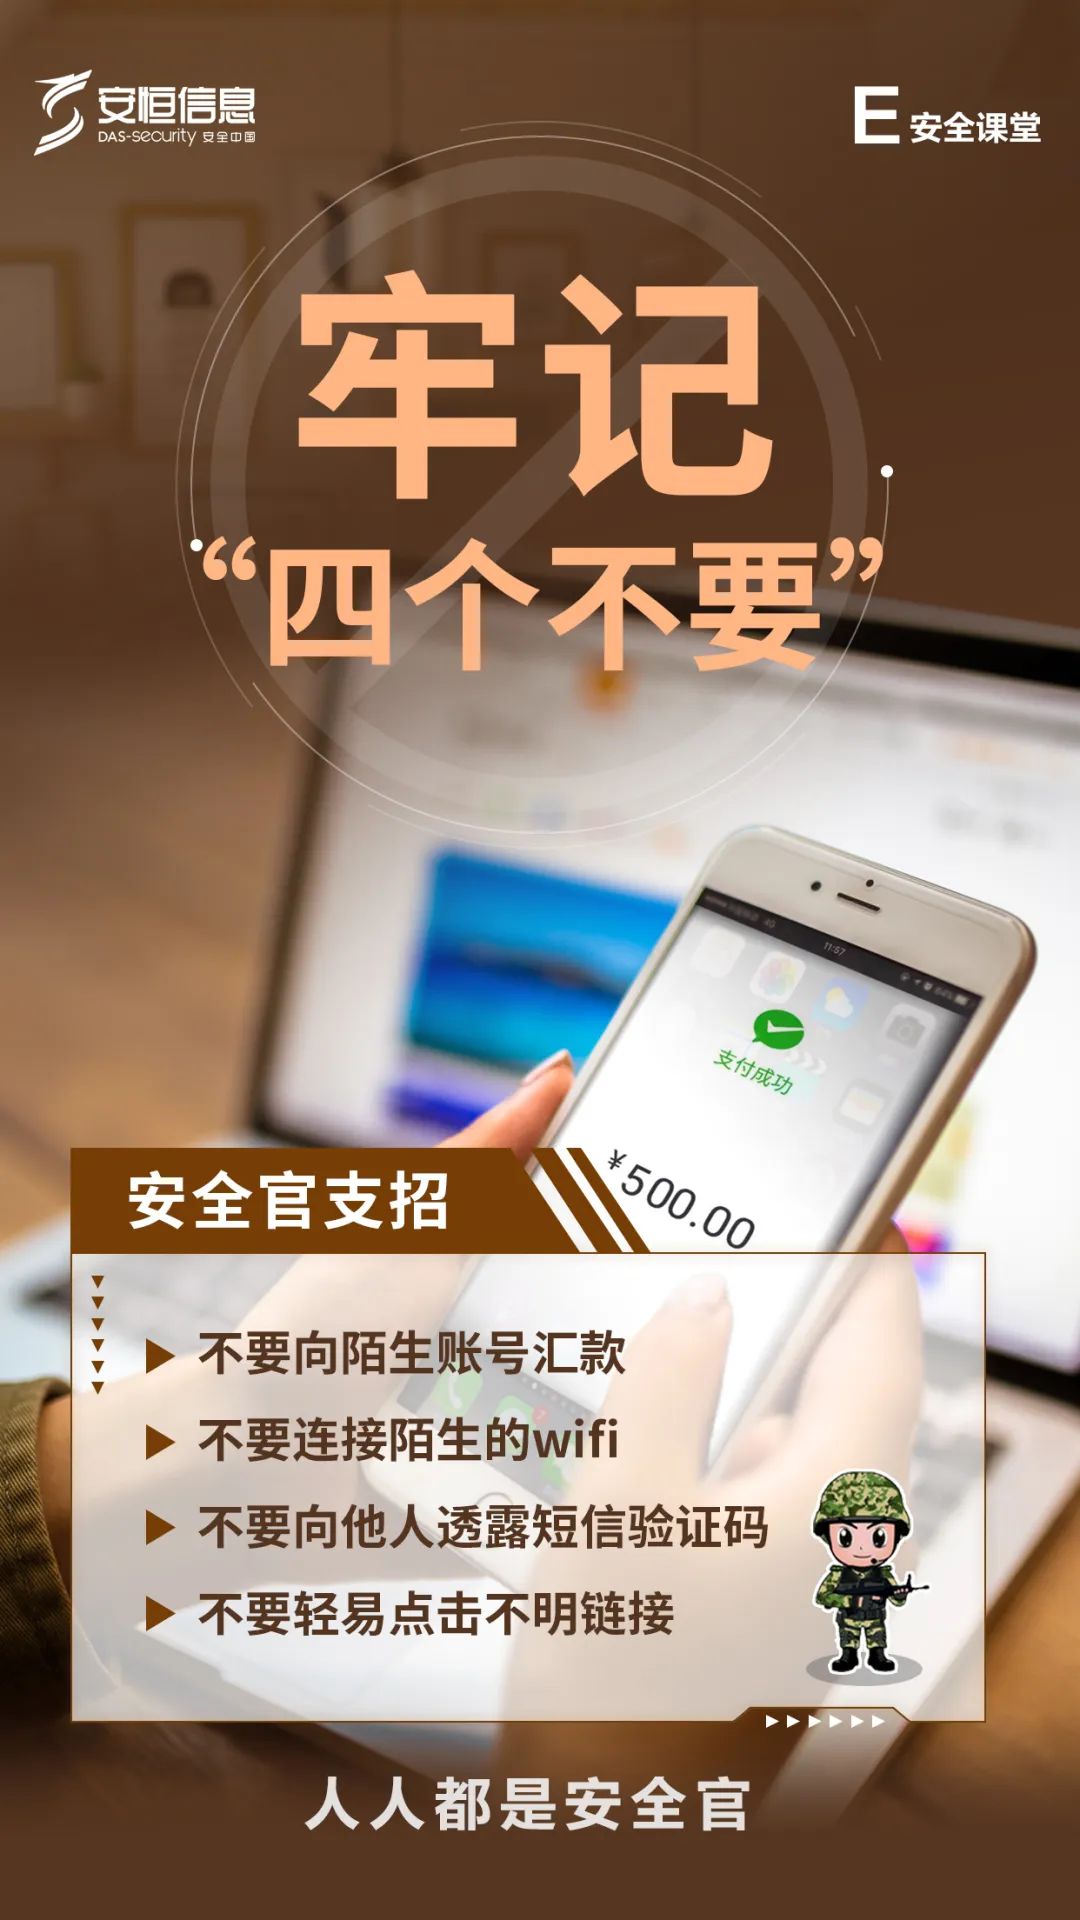 安恒信息
DAS-security 安全中国
E 安全课堂
牢记
“四个不要”
11:57
支付成功
¥500.00
安全官支招
不要向陌生账号汇款
不要连接陌生的wifi
不要向他人透露短信验证码
不要轻易点击不明链接
人人都是安全官